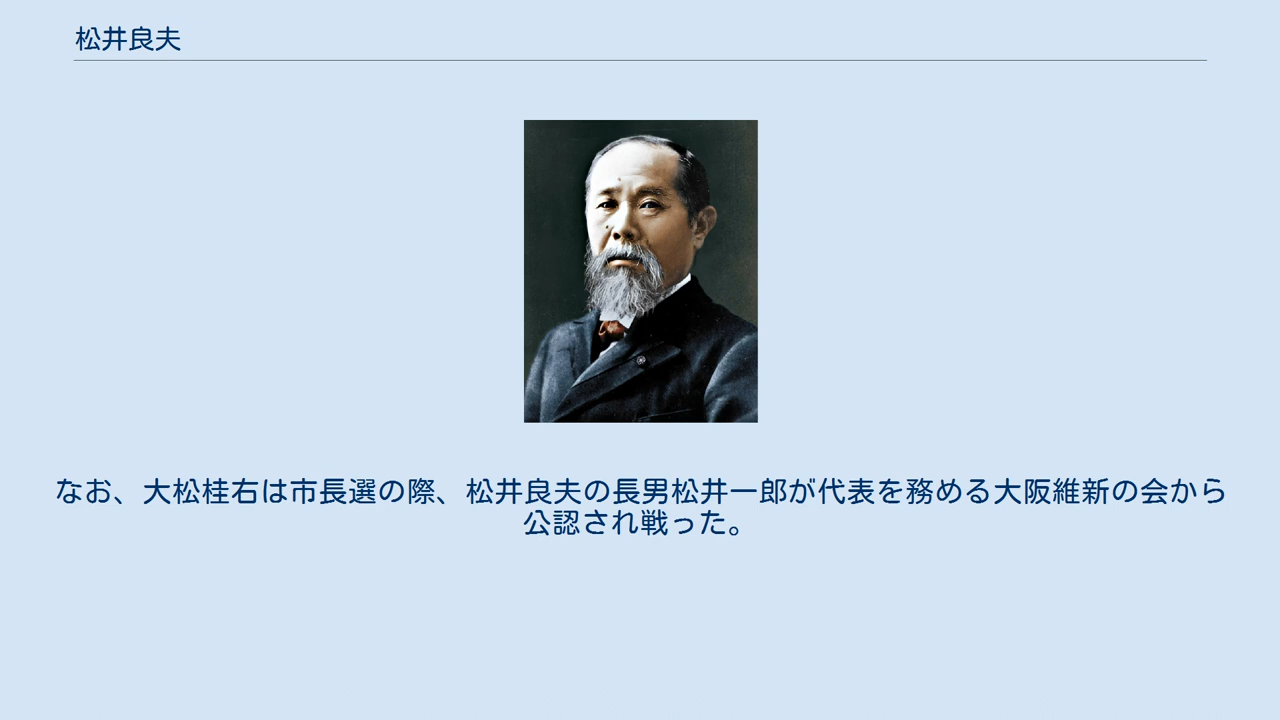 松井良夫
なお、大松桂右は市長選の際、松井良夫の長男松井一郎が代表を務める大阪維新の会から
公認され戦った。